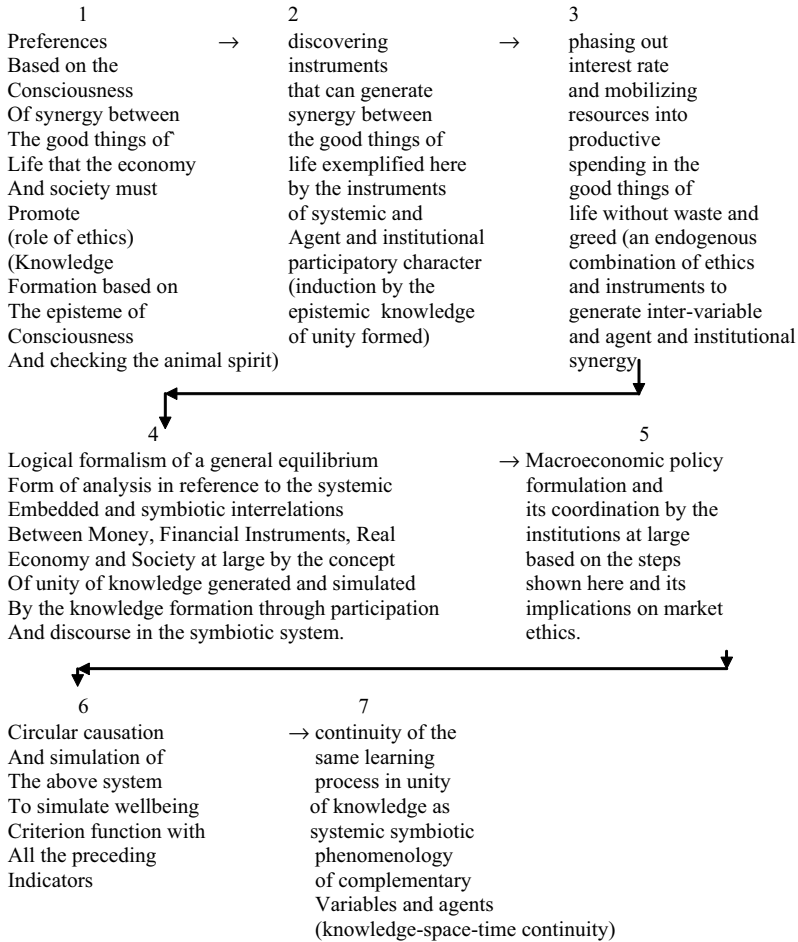 1
Preferences →
Based on the
Consciousness
Of synergy between
The good things of
Life that the economy
And society must
Promote
(role of ethics)
(Knowledge
Formation based on
The episteme of
Consciousness
And checking the animal spirit)
2
discovering →
instruments
that can generate
synergy between
the good things of
life exemplified here
by the instruments
of systemic and
Agent and institutional
participatory character
(induction by the
epistemic knowledge
of unity formed)
3
phasing out
interest rate
and mobilizing
resources into
productive
spending in the
good things of
life without waste and
greed (an endogenous
combination of ethics
and instruments to
generate inter-variable
and agent and institutional
synergy
4
Logical formalism of a general equilibrium
Form of analysis in reference to the systemic
Embedded and symbiotic interrelations
Between Money, Financial Instruments, Real
Economy and Society at large by the concept
Of unity of knowledge generated and simulated
By the knowledge formation through participation
And discourse in the symbiotic system.
5
→ Macroeconomic policy
formulation and
its coordination by the
institutions at large
based on the steps
shown here and its
implications on market
ethics.
6
Circular causation
And simulation of
The above system
To simulate wellbeing
Criterion function with
All the preceding
Indicators
7
→ continuity of the
same learning
process in unity
of knowledge as
systemic symbiotic
phenomenology
of complementary
Variables and agents
(knowledge-space-time continuity)